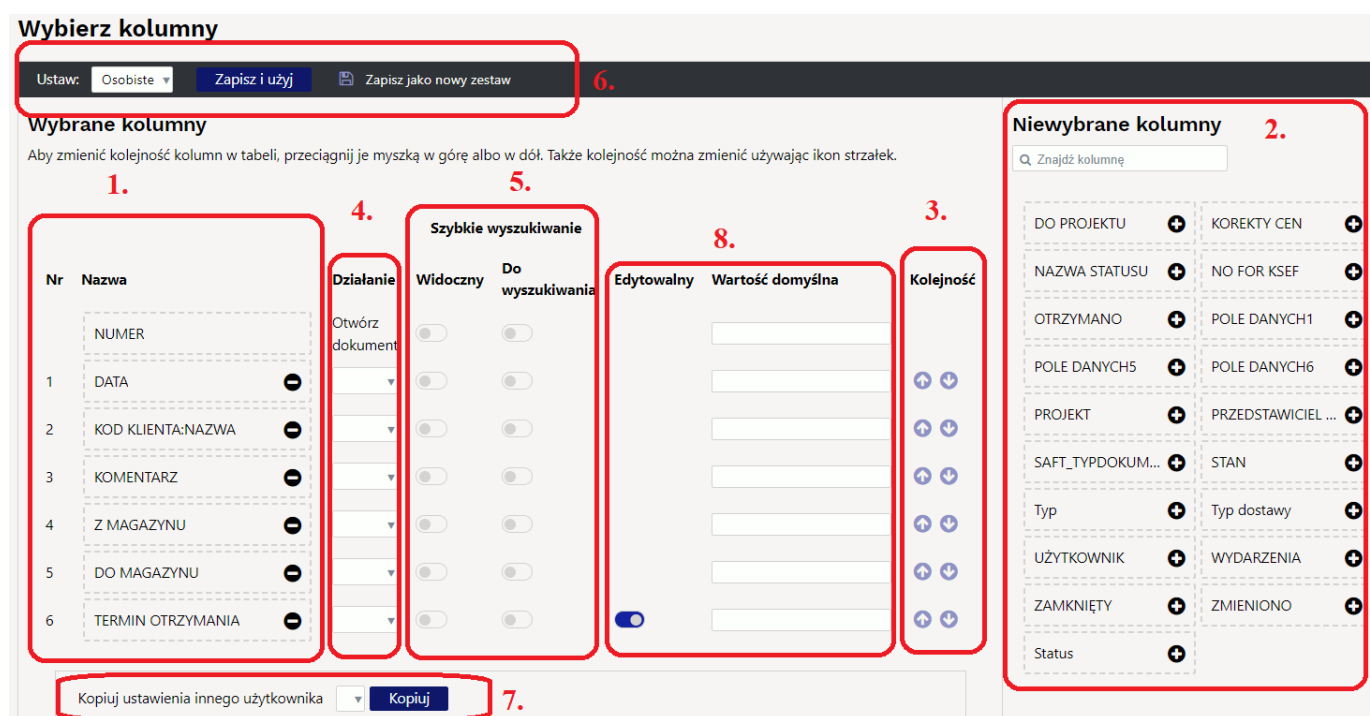 Wybierz kolumny
Ustaw: Osobiste Zapisz i użyj Zapisz jako nowy zestaw 6.
Wybrane kolumny
Aby zmienić kolejność kolumn w tabeli, przeciągnij je myszką w górę albo w dół. Także kolejność można zmienić używając ikon strzałek.
1. 4. 5. 8. 3.
Szybkie wyszukiwanie
Nr Nazwa Działanie Widoczny Do wyszukiwania Edytowalny Wartość domyślna Kolejność
NUMER Otwórz dokument
1 DATA
2 KOD KLIENTA:NAZWA
3 KOMENTARZ
4 Z MAGAZYNU
5 DO MAGAZYNU
6 TERMIN OTRZYMANIA
Kopiuj ustawienia innego użytkownika Kopiuj 7.
Niewybrane kolumny 2.
Znajdź kolumnę
DO PROJEKTU KOREKTY CEN
NAZWA STATUSU NO FOR KSEF
OTRZYMANO POLE DANYCH1
POLE DANYCH5 POLE DANYCH6
PROJEKT PRZEDSTAWICIEL ...
SAFT_TYPDOKUM... STAN
Typ Typ dostawy
UŻYTKOWNIK WYDARZENIA
ZAMKNIĘTY ZMIENIONO
Status